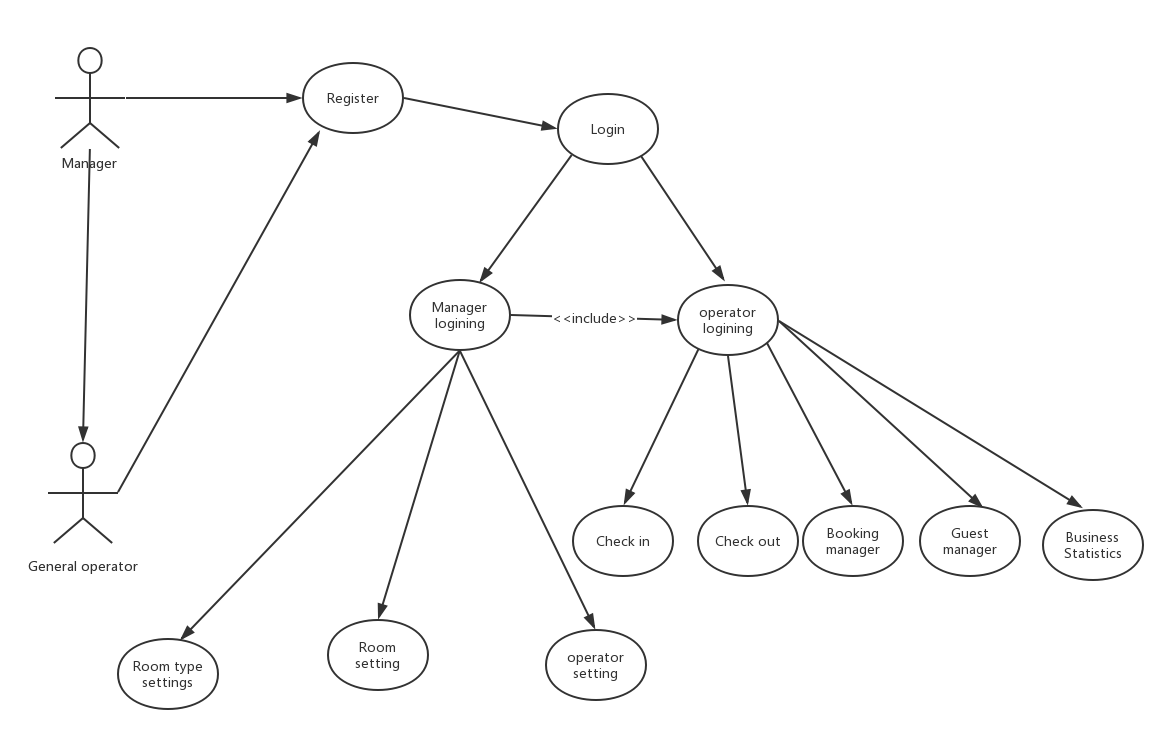 Manager
Register
Login
Manager
logining
<<include>>
operator
logining
General operator
Check in
Check out
Booking
manager
Guest
manager
Business
Statistics
Room type
settings
Room
setting
operator
setting